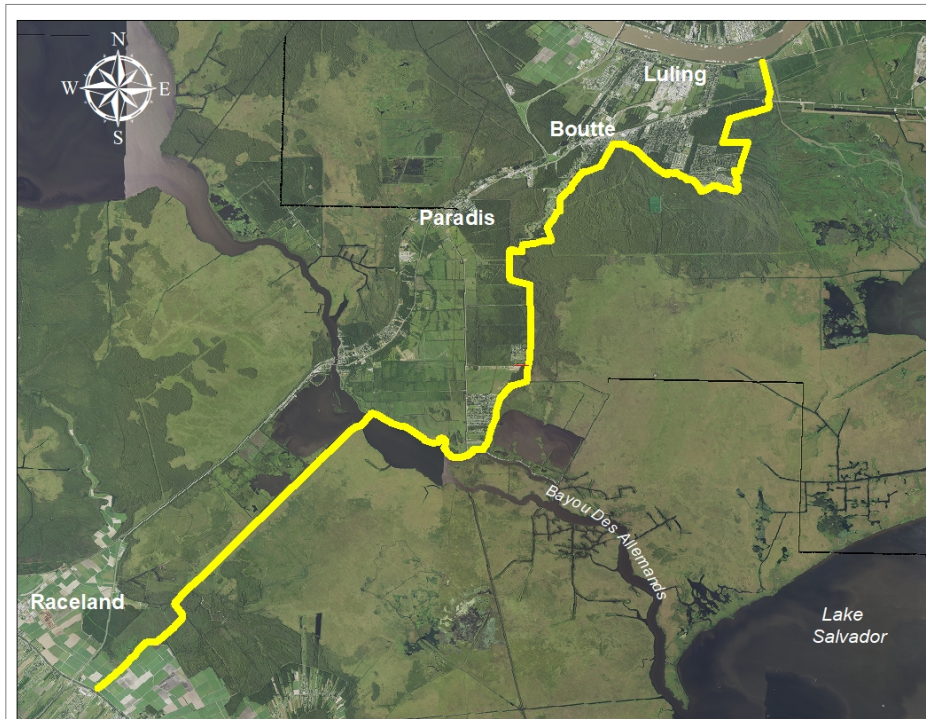 N
W E
S
Luling
Boutte
Paradis
Bayou Des Allemands
Raceland
Lake
Salvador